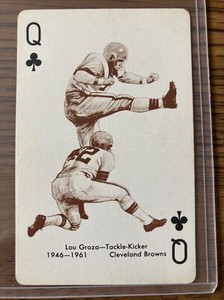 Q
Lou Groza—Tackle-Kicker
1946—1961 Cleveland Browns
Q